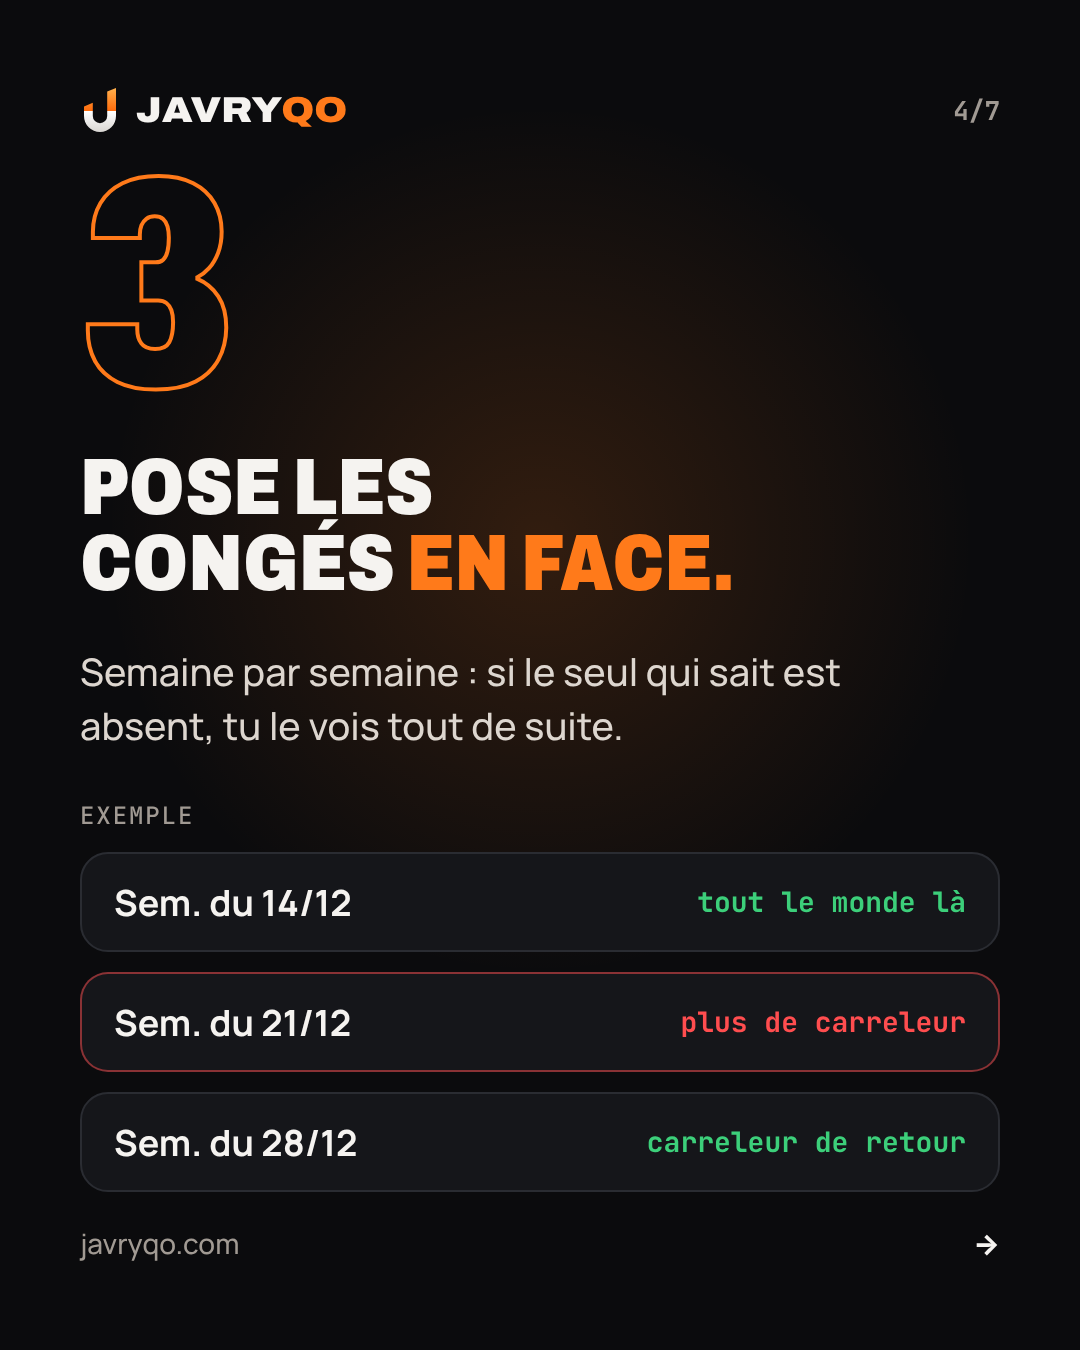 JAVRYQO
4/7
3
POSE LES
CONGÉS EN FACE.
Semaine par semaine : si le seul qui sait est
absent, tu le vois tout de suite.
EXEMPLE
Sem. du 14/12 tout le monde là
Sem. du 21/12 plus de carreleur
Sem. du 28/12 carreleur de retour
javryqo.com →